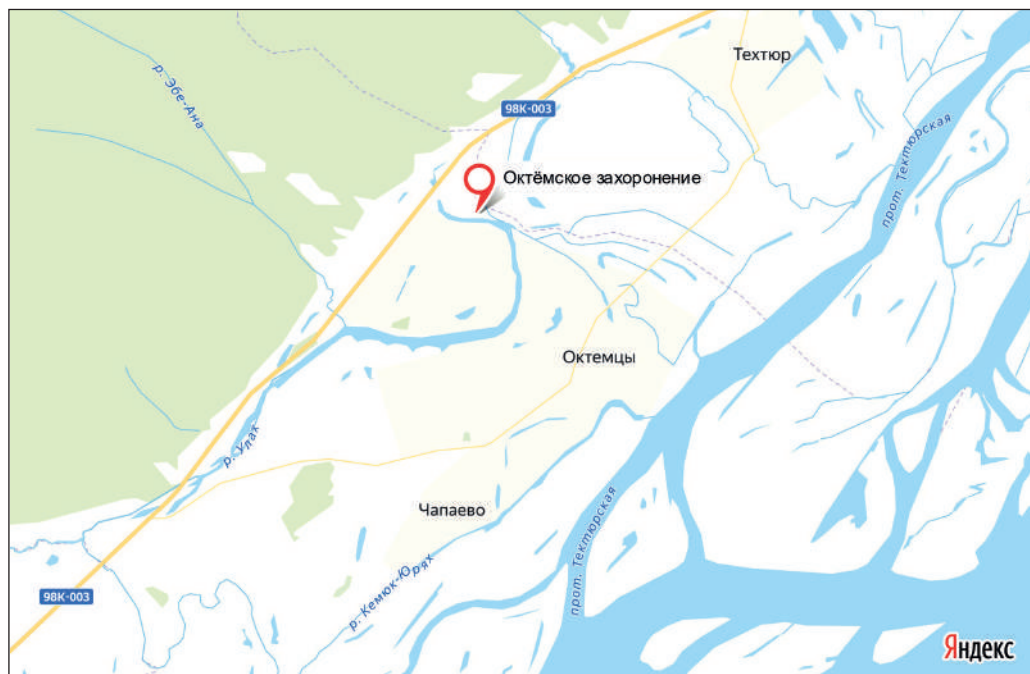 Техтюр
р. Эбе-Ана
98К-003
прот. Тектюрская
Октёмское захоронение
Октемцы
р. Улах
Чапаево
прот. Тектюрская
р. Кемюк-Юрях
98К-003
Яндекс